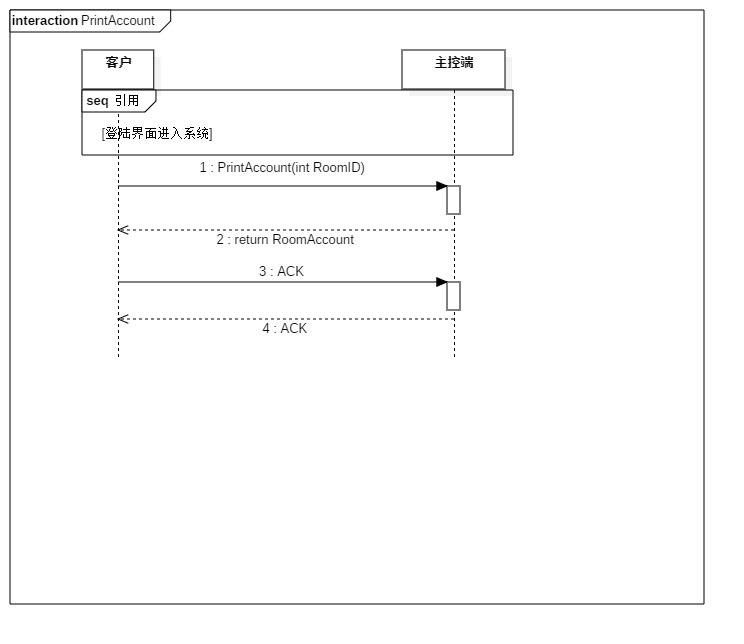 interaction PrintAccount
客户
主控端
seq 引用
[登陆界面进入系统]
1 : PrintAccount(int RoomID)
2 : return RoomAccount
3 : ACK
4 : ACK